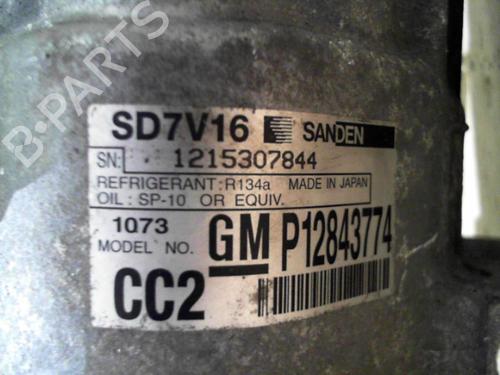 B-PARTS
SD7V16 SANDEN
SN: 1215307844
REFRIGERANT: R134a MADE IN JAPAN
OIL : SP-10 OR EQUIV.
1073
MODEL NO. GM P12843774
CC2